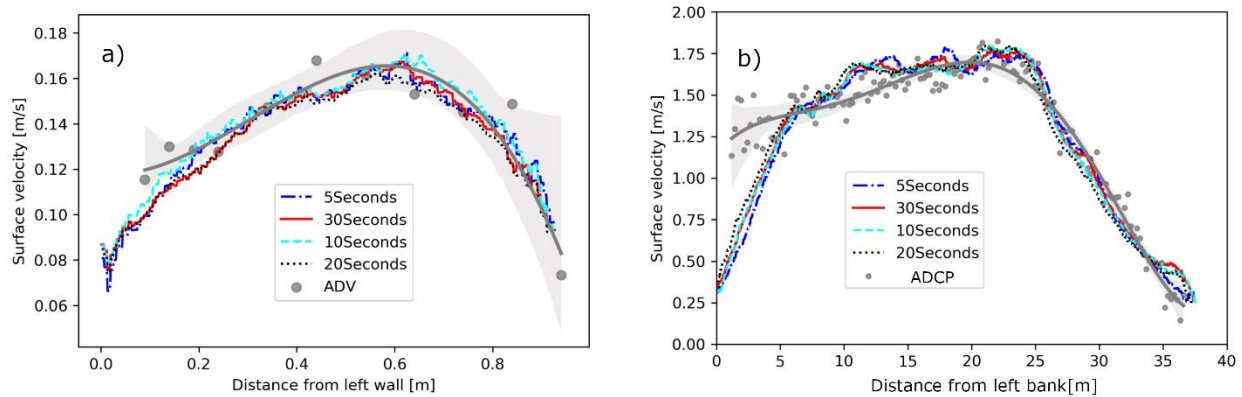 a)
0.18
0.16
0.14
0.12
0.10
0.08
0.06
Surface velocity [m/s]
5Seconds
30Seconds
10Seconds
20Seconds
ADV
0.0 0.2 0.4 0.6 0.8
Distance from left wall [m]
b)
2.00
1.75
1.50
1.25
1.00
0.75
0.50
0.25
0.00
Surface velocity [m/s]
5Seconds
30Seconds
10Seconds
20Seconds
ADCP
0 5 10 15 20 25 30 35 40
Distance from left bank[m]